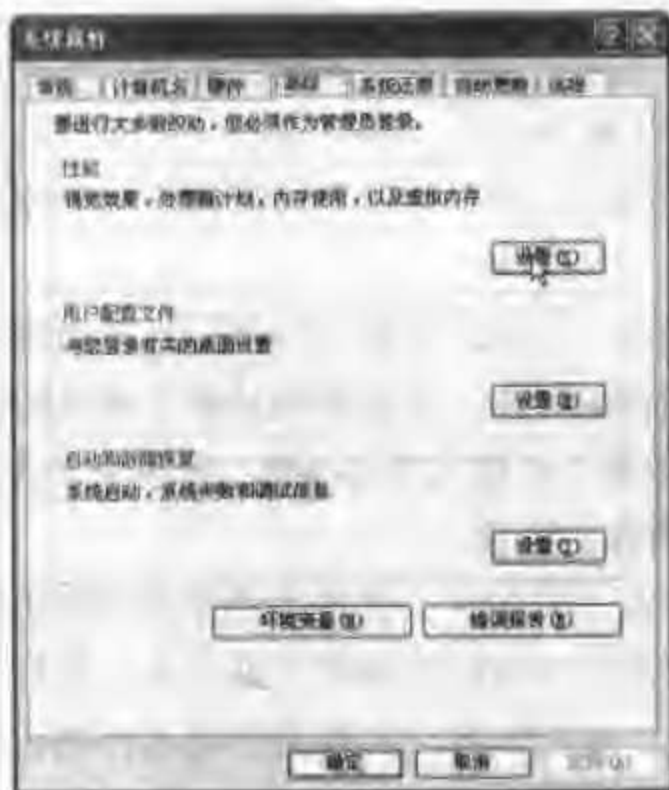 系统属性
常规 计算机名 硬件 高级 系统还原 自动更新 远程
要进行大多数改动，您必须作为管理员登录。
性能
视觉效果，处理器计划，内存使用，以及虚拟内存
设置(S)
用户配置文件
与您登录有关的桌面设置
设置(E)
启动和故障恢复
系统启动，系统失败和调试信息
设置(T)
环境变量(N) 错误报告(R)
确定 取消 应用(A)